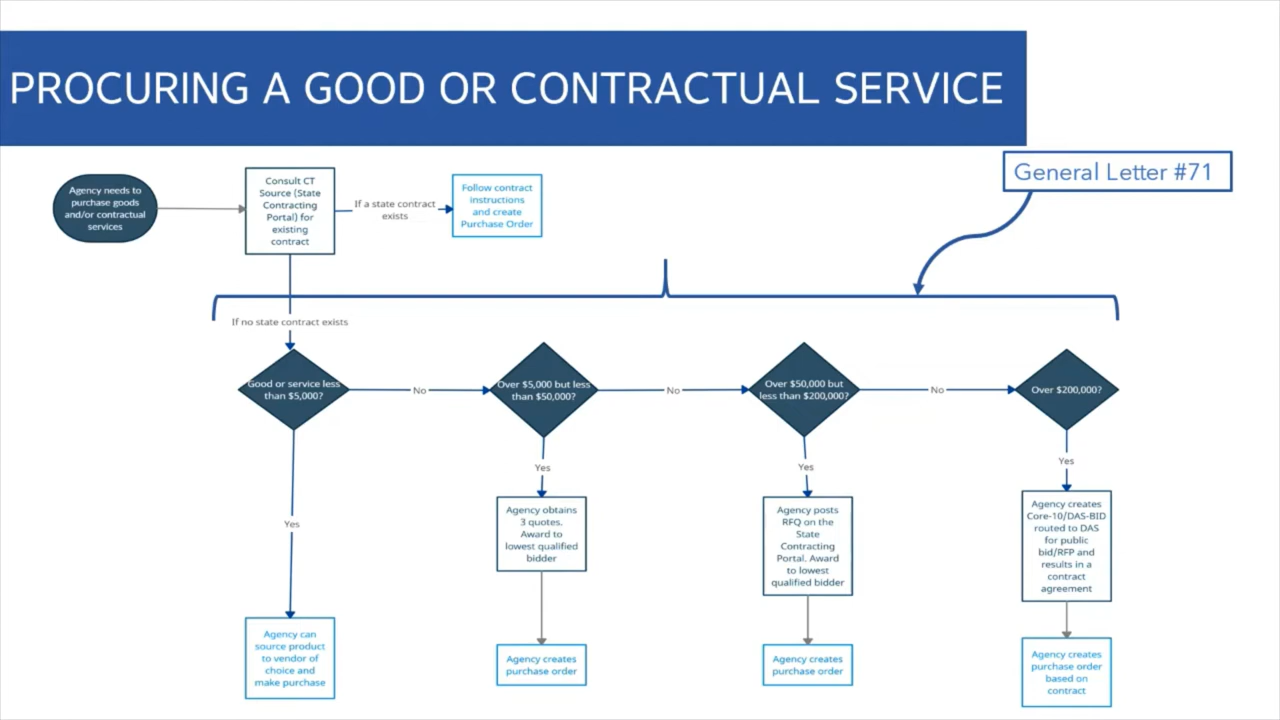 PROCURING A GOOD OR CONTRACTUAL SERVICE
General Letter #71
Agency needs to
purchase goods
and/or contractual
services
Consult CT
Source (State
Contracting
Portal) for
existing
contract
If a state contract
exists
Follow contract
instructions
and create
Purchase Order
If no state contract exists
Good or service less
than $5,000?
No
Over $5,000 but less
than $50,000?
No
Over $50,000 but
less than $200,000?
No
Over $200,000?
Yes
Agency can
source product
to vendor of
choice and
make purchase
Yes
Agency obtains
3 quotes.
Award to
lowest qualified
bidder
Agency creates
purchase order
Yes
Agency posts
RFQ on the
State
Contracting
Portal. Award
to lowest
qualified bidder
Agency creates
purchase order
Yes
Agency creates
Core-10/DAS-BID
routed to DAS
for public
bid/RFP and
results in a
contract
agreement
Agency creates
purchase order
based on
contract